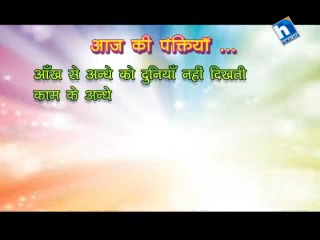 आज की पंक्तियाँ ...
आँख से अन्धे को दुनियाँ नहीं दिखती
काम के अन्धे
h